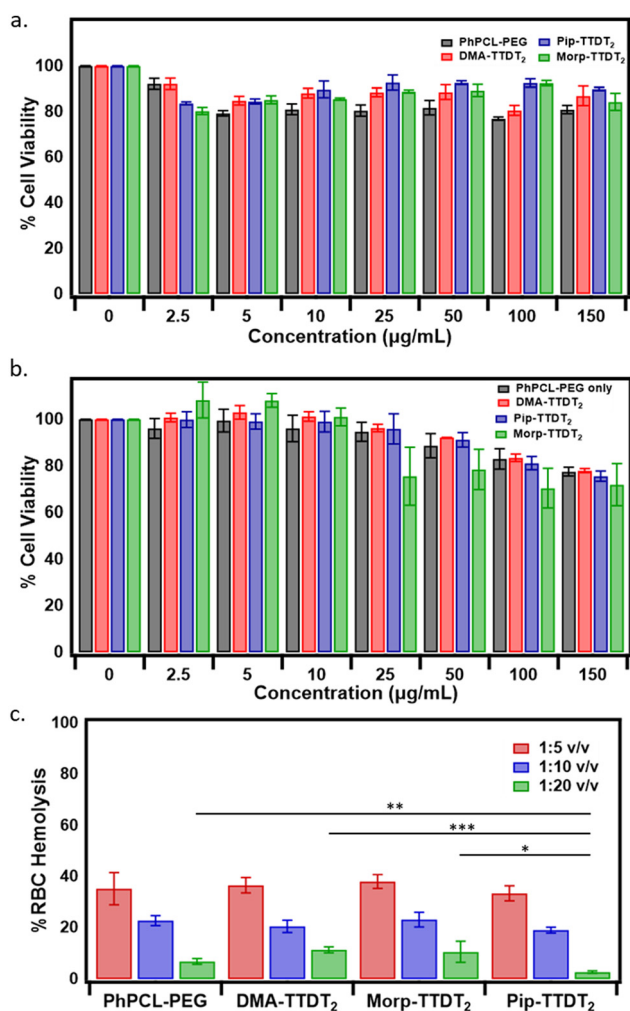 a.
PhPCL-PEG
Pip-TTDT₂
DMA-TTDT₂
Morp-TTDT₂
100
80
60
40
20
0
% Cell Viability
0 2.5 5 10 25 50 100 150
Concentration (µg/mL)
b.
PhPCL-PEG only
DMA-TTDT₂
Pip-TTDT₂
Morp-TTDT₂
100
80
60
40
20
0
% Cell Viability
0 2.5 5 10 25 50 100 150
Concentration (µg/mL)
c.
1:5 v/v
1:10 v/v
1:20 v/v
**
***
*
100
80
60
40
20
0
%RBC Hemolysis
PhPCL-PEG DMA-TTDT₂ Morp-TTDT₂ Pip-TTDT₂